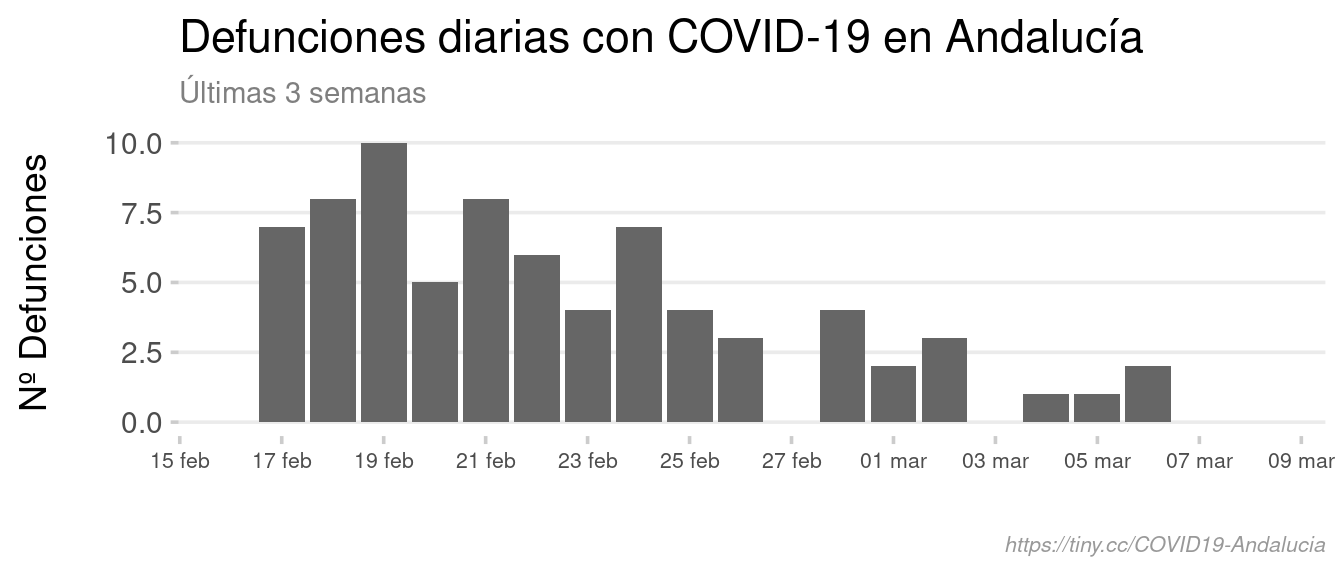 Defunciones diarias con COVID-19 en Andalucía
Últimas 3 semanas
Nº Defunciones
10.0
7.5
5.0
2.5
0.0
15 feb 17 feb 19 feb 21 feb 23 feb 25 feb 27 feb 01 mar 03 mar 05 mar 07 mar 09 mar
https://tiny.cc/COVID19-Andalucia